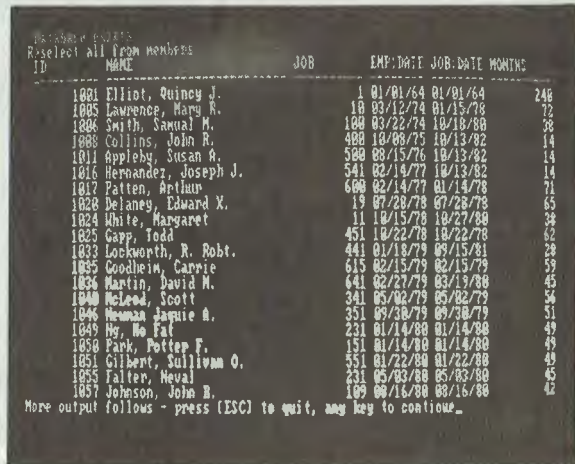 Database exists
R>select all from members
ID NAME JOB EMP:DATE JOB:DATE MONTHS
1001 Elliot, Quincy J. 1 01/01/64 01/01/64 240
1005 Lawrence, Mary R. 10 03/12/74 01/15/78 72
1006 Smith, Samual M. 100 03/22/74 10/18/80 38
1008 Collins, John R. 400 10/08/75 10/13/82 14
1011 Appleby, Susan A. 500 08/15/76 10/13/82 14
1016 Hernandez, Joseph J. 541 02/14/77 10/13/82 14
1017 Patten, Arthur 600 02/14/77 01/14/78 71
1020 Delaney, Edward X. 19 07/28/78 07/28/78 65
1024 White, Margaret 11 10/15/78 10/27/80 38
1025 Gapp, Todd 451 10/22/78 10/22/78 62
1033 Lockworth, R. Robt. 441 01/18/79 09/15/81 28
1035 Goodheim, Carrie 615 02/15/79 02/15/79 59
1036 Martin, David M. 641 02/27/79 03/19/80 45
1040 McLeod, Scott 341 05/02/79 05/02/79 56
1046 Newman Jaquie A. 351 09/30/79 09/30/79 51
1049 Ng, Ho Fat 231 01/14/80 01/14/80 49
1050 Park, Potter F. 151 01/14/80 01/14/80 49
1051 Gilbert, Sullivan O. 551 01/22/80 01/22/80 49
1055 Falter, Neval 231 05/03/80 05/03/80 45
1057 Johnson, John B. 109 08/16/80 08/16/80 42
More output follows - press [ESC] to quit, any key to continue_